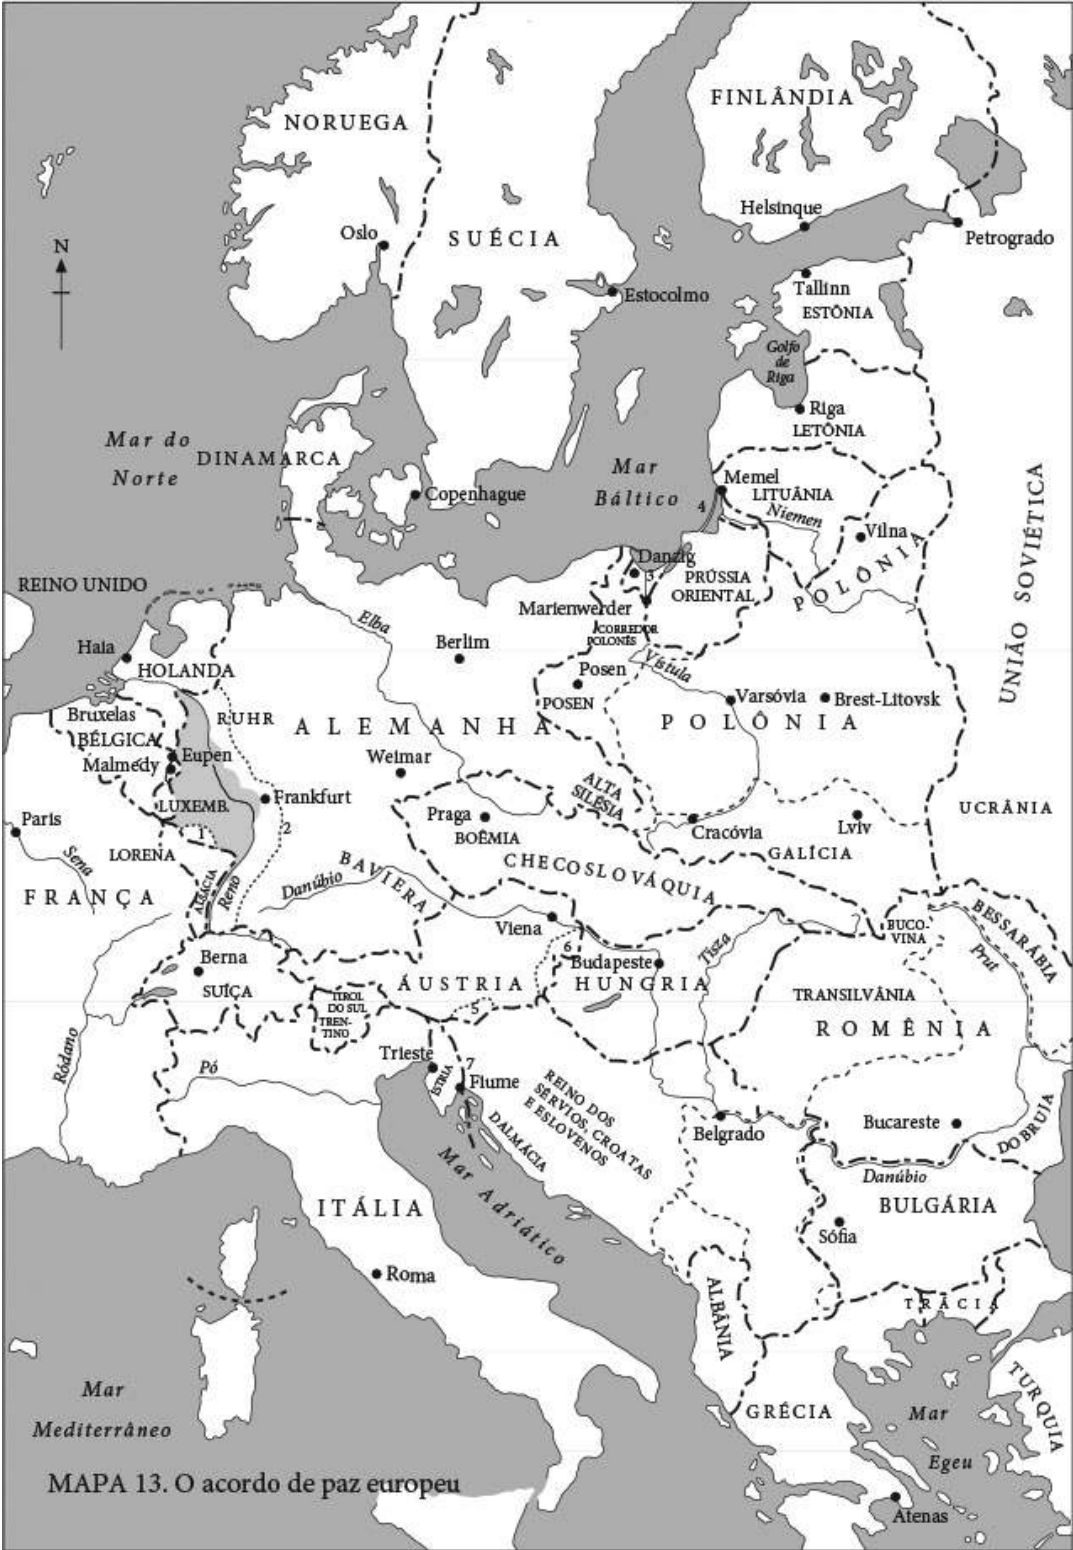 FINLÂNDIA
NORUEGA
Helsinque
Oslo
SUÉCIA
Petrogrado
N
Tallinn
Estocolmo
ESTÔNIA
Golfo
de
Riga
Riga
LETÔNIA
Mar do
Norte
DINAMARCA
Mar
Báltico
Copenhague
Memel
LITUÂNIA
4
Niemen
Vilna
UNIÃO SOVIÉTICA
REINO UNIDO
Danzig
3
PRÚSSIA
ORIENTAL
POLÔNIA
Marienwerder
Elba
CORREDOR
POLONÊS
Haia
Berlim
HOLANDA
Vístula
Posen
POSEN
Varsóvia
Brest-Litovsk
Bruxelas
RUHR
ALEMANHA
POLÔNIA
BÉLGICA
Eupen
Malmedy
Weimar
ALTA
SILÉSIA
LUXEMB.
Frankfurt
Paris
1
2
Praga
BOÊMIA
Cracóvia
Lviv
UCRÂNIA
LORENA
GALÍCIA
Sena
CHECOSLOVÁQUIA
FRANÇA
ALSÁCIA
Reno
Danúbio
BAVIERA
Viena
BUCO-
VINA
BESSARÁBIA
Prut
Tisza
Berna
6
Budapeste
SUÍÇA
ÁUSTRIA
HUNGRIA
TIROL
DO SUL
TREN-
TINO
5
TRANSILVÂNIA
ROMÊNIA
Ródano
Pó
Trieste
7
ÍSTRIA
Fiume
REINO DOS
SÉRVIOS, CROATAS
E ESLOVENOS
DALMÁCIA
Belgrado
Bucareste
DOBRUJA
Mar Adriático
Danúbio
ITÁLIA
BULGÁRIA
Sófia
Roma
ALBÂNIA
TRÁCIA
Mar
Mediterrâneo
GRÉCIA
Mar
Egeu
TURQUIA
MAPA 13. O acordo de paz europeu
Atenas